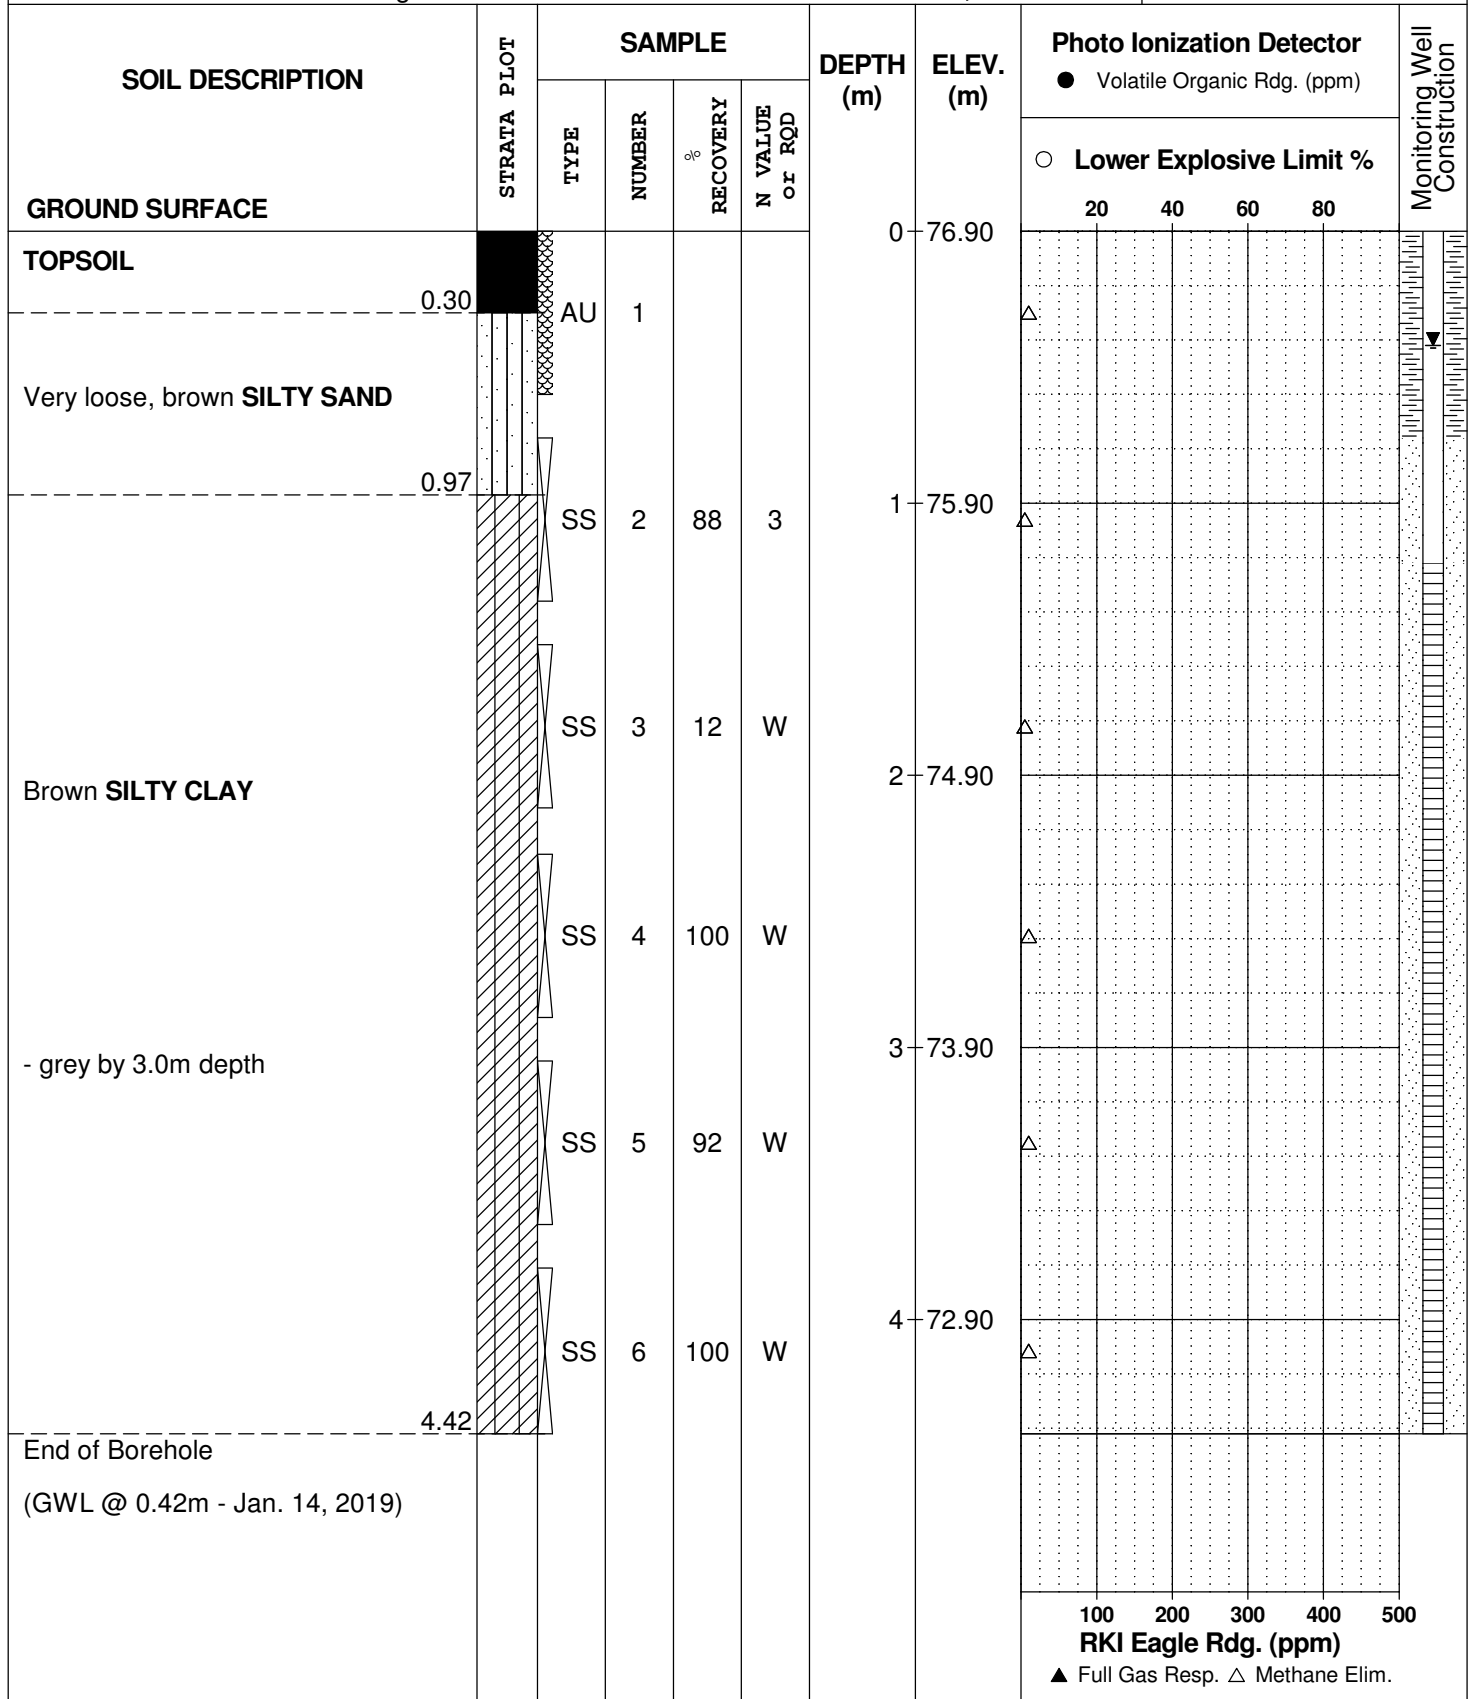 SOIL DESCRIPTION
GROUND SURFACE
STRATA PLOT
SAMPLE
TYPE
NUMBER
%
RECOVERY
N VALUE
or RQD
DEPTH
(m)
ELEV.
(m)
Photo Ionization Detector
● Volatile Organic Rdg. (ppm)
○ Lower Explosive Limit %
20 40 60 80
Monitoring Well
Construction
0 76.90
TOPSOIL
0.30
AU 1
Very loose, brown SILTY SAND
0.97
SS 2 88 3
1 75.90
SS 3 12 W
2 74.90
Brown SILTY CLAY
SS 4 100 W
3 73.90
- grey by 3.0m depth
SS 5 92 W
4 72.90
SS 6 100 W
4.42
End of Borehole
(GWL @ 0.42m - Jan. 14, 2019)
100 200 300 400 500
RKI Eagle Rdg. (ppm)
▲ Full Gas Resp. △ Methane Elim.